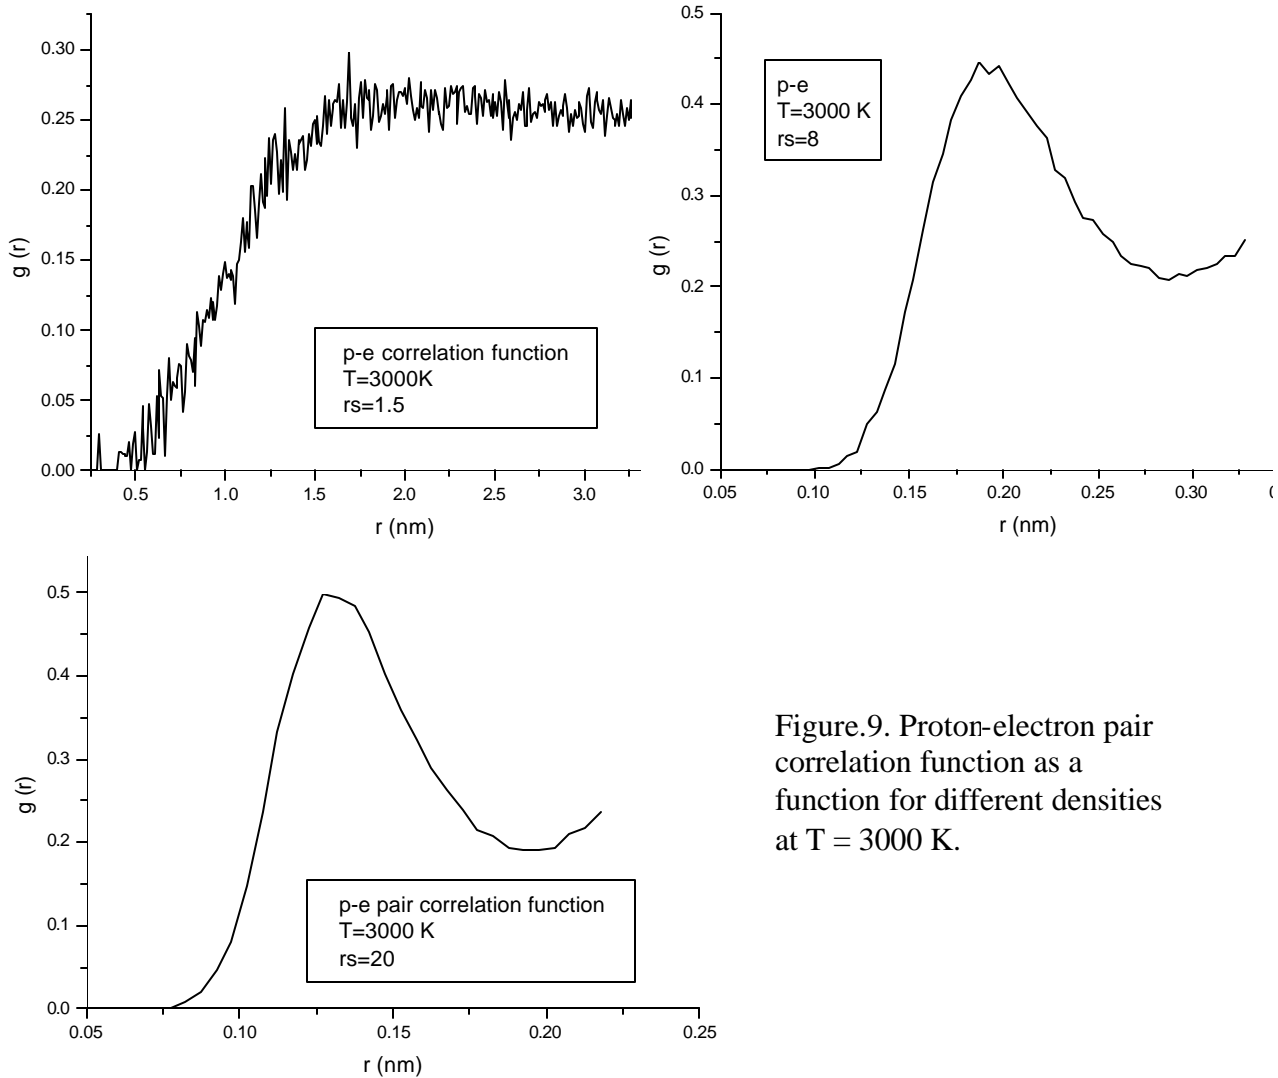 0.30
0.25
0.20
0.15
0.10
0.05
0.00
g (r)
p-e correlation function
T=3000K
rs=1.5
0.5
1.0
1.5
2.0
2.5
3.0
r (nm)
0.5
0.4
0.3
0.2
0.1
0.0
g (r)
p-e
T=3000 K
rs=8
0.05
0.10
0.15
0.20
0.25
0.30
r (nm)
0.5
0.4
0.3
0.2
0.1
0.0
g (r)
p-e pair correlation function
T=3000 K
rs=20
0.05
0.10
0.15
0.20
0.25
r (nm)
Figure.9. Proton-electron pair
correlation function as a
function for different densities
at T = 3000 K.